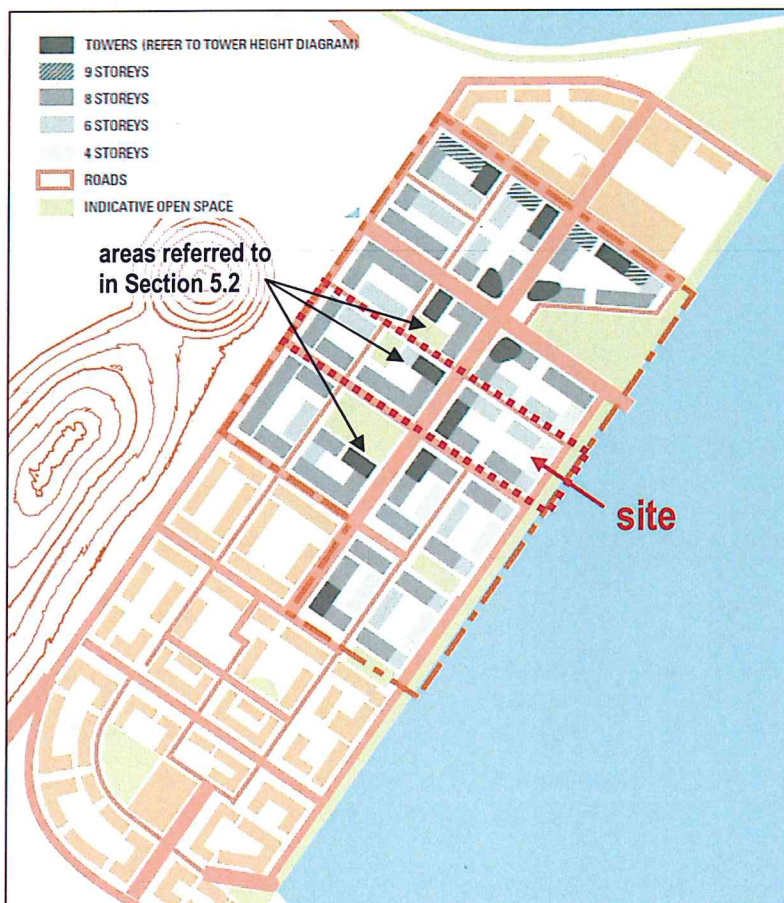 TOWERS (REFER TO TOWER HEIGHT DIAGRAM)
9 STOREYS
8 STOREYS
6 STOREYS
4 STOREYS
ROADS
INDICATIVE OPEN SPACE
areas referred to
in Section 5.2
site